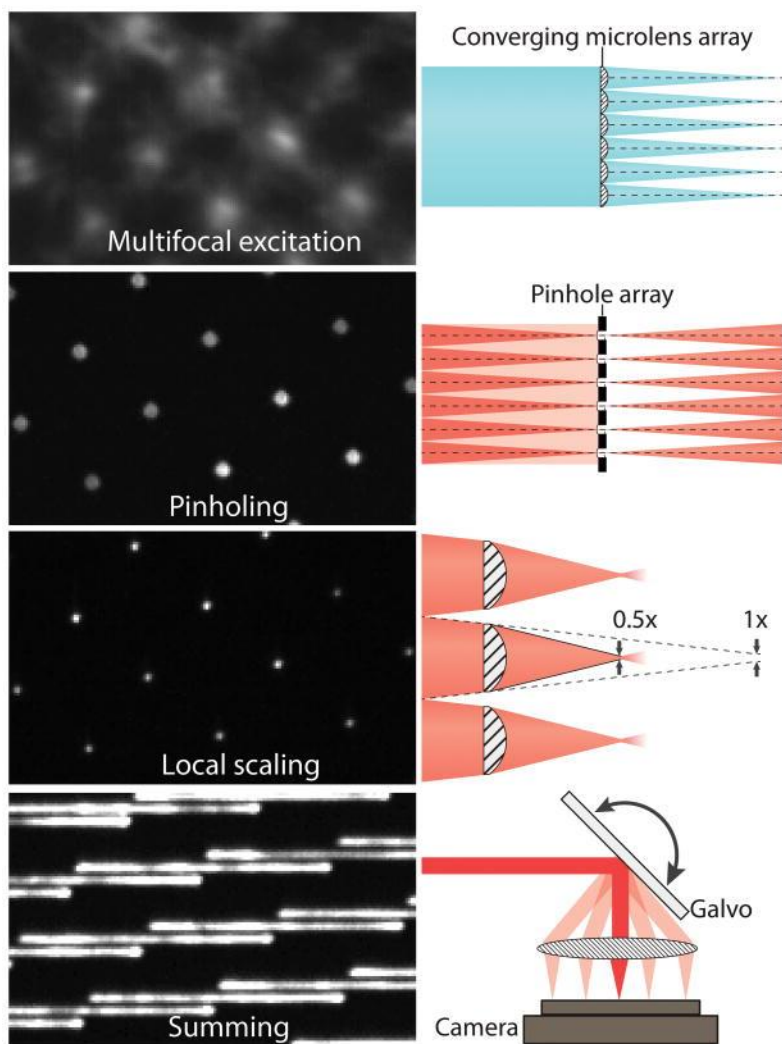 Converging microlens array
Multifocal excitation
Pinhole array
Pinholing
0.5x
1x
Local scaling
Galvo
Summing
Camera